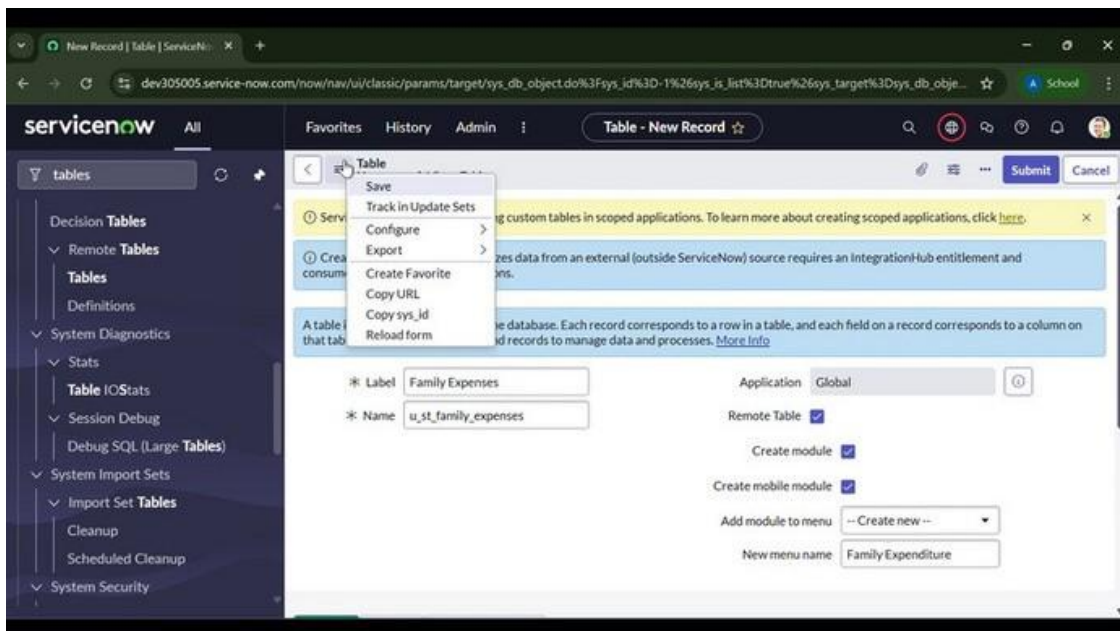 New Record | Table | ServiceNo
dev305005.service-now.com/now/nav/ui/classic/params/target/sys_db_object.do%3Fsys_id%3D-1%26sys_is_list%3Dtrue%26sys_target%3Dsys_db_obje...
A School
servicenow All Favorites History Admin Table - New Record
tables
Decision Tables
Remote Tables
Tables
Definitions
System Diagnostics
Stats
Table IOStats
Session Debug
Debug SQL (Large Tables)
System Import Sets
Import Set Tables
Cleanup
Scheduled Cleanup
System Security
Table
Submit Cancel
Save
Track in Update Sets
Configure
Export
Create Favorite
Copy URL
Copy sys_id
Reload form
Servi
g custom tables in scoped applications. To learn more about creating scoped applications, click here.
Crea
zes data from an external (outside ServiceNow) source requires an IntegrationHub entitlement and
consum
ons.
A table i
e database. Each record corresponds to a row in a table, and each field on a record corresponds to a column on
that tab
d records to manage data and processes. More Info
* Label Family Expenses
* Name u_st_family_expenses
Application Global
Remote Table
Create module
Create mobile module
Add module to menu -- Create new --
New menu name Family Expenditure